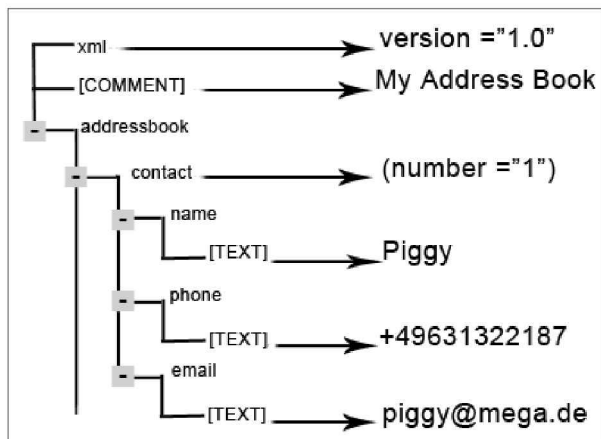 xml version ="1.0"
[COMMENT] My Address Book
- addressbook
- contact (number ="1")
- name
[TEXT] Piggy
- phone
[TEXT] +49631322187
- email
[TEXT] piggy@mega.de